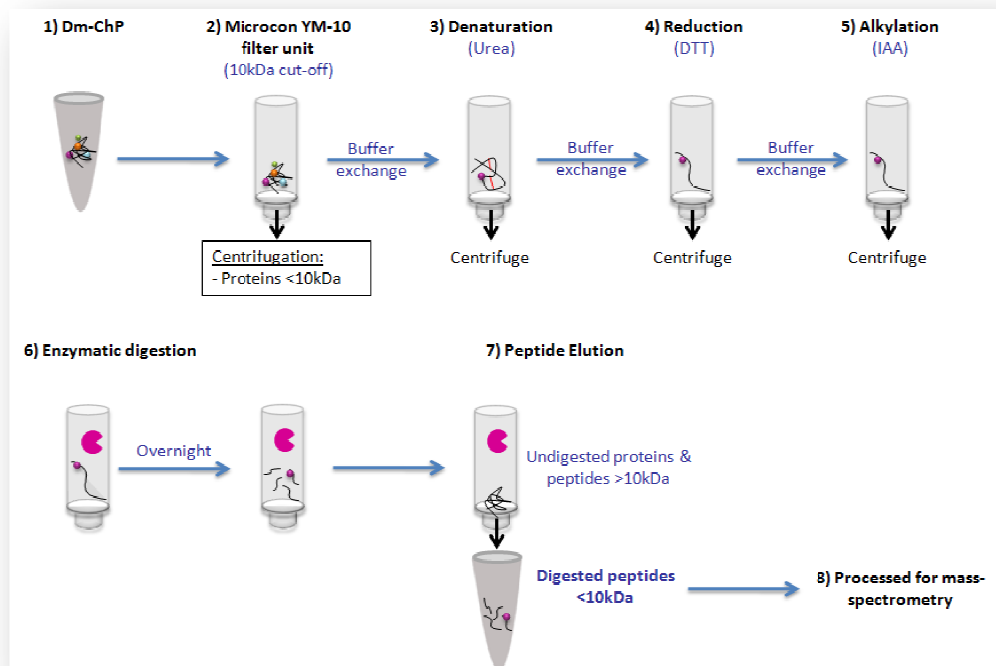 1) Dm-ChP
2) Microcon YM-10
filter unit
(10kDa cut-off)
3) Denaturation
(Urea)
4) Reduction
(DTT)
5) Alkylation
(IAA)
Buffer
exchange
Buffer
exchange
Buffer
exchange
Centrifugation:
- Proteins <10kDa
Centrifuge
Centrifuge
Centrifuge
6) Enzymatic digestion
7) Peptide Elution
Overnight
Undigested proteins &
peptides >10kDa
Digested peptides
<10kDa
8) Processed for mass-
spectrometry